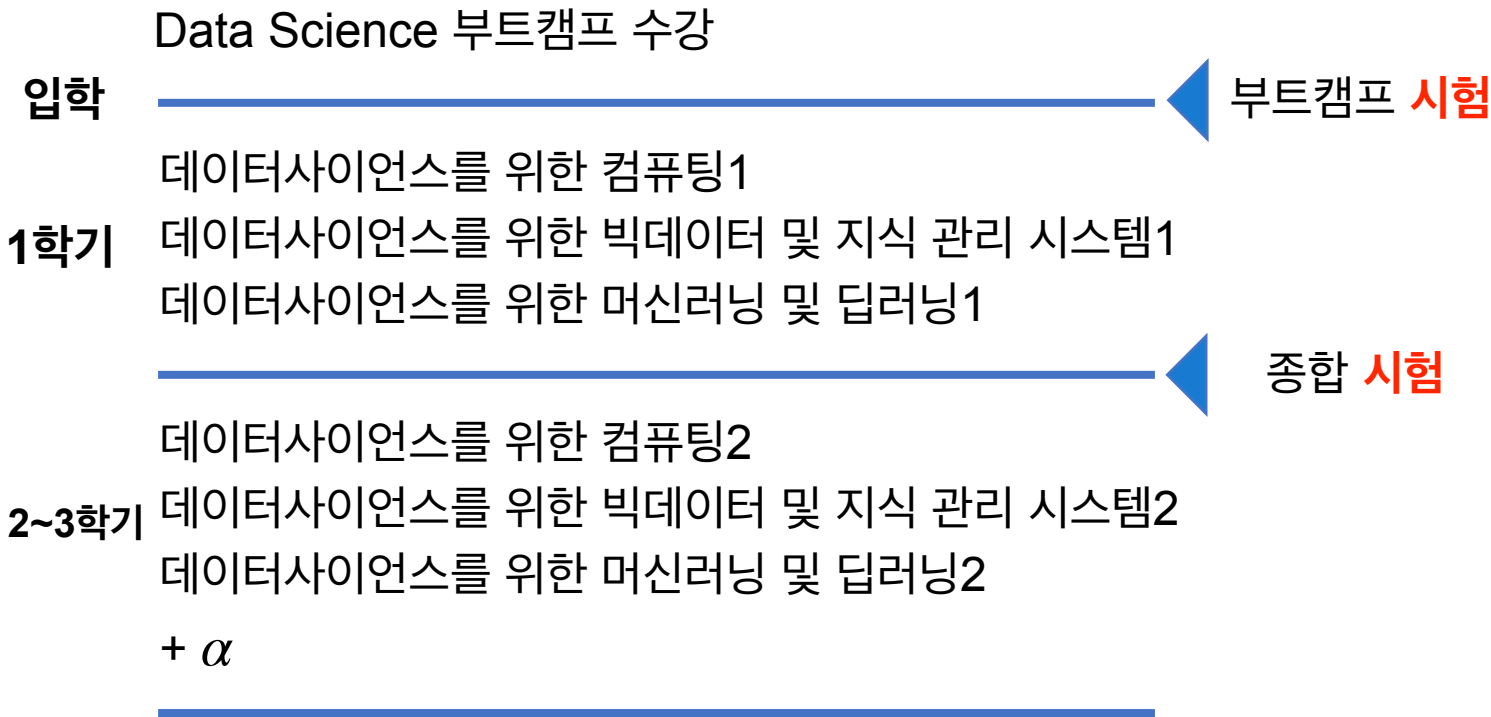 Data Science 부트캠프 수강
입학
부트캠프 시험
데이터사이언스를 위한 컴퓨팅1
1학기 데이터사이언스를 위한 빅데이터 및 지식 관리 시스템1
데이터사이언스를 위한 머신러닝 및 딥러닝1
종합 시험
데이터사이언스를 위한 컴퓨팅2
2~3학기 데이터사이언스를 위한 빅데이터 및 지식 관리 시스템2
데이터사이언스를 위한 머신러닝 및 딥러닝2
+ α